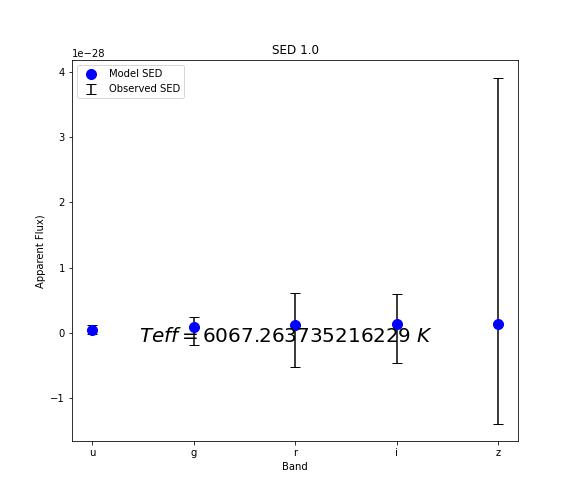 SED 1.0
1e−28
Model SED
Observed SED
4
3
2
1
0
−1
Apparent Flux)
Teff = 6067.263735216229 K
u g r i z
Band